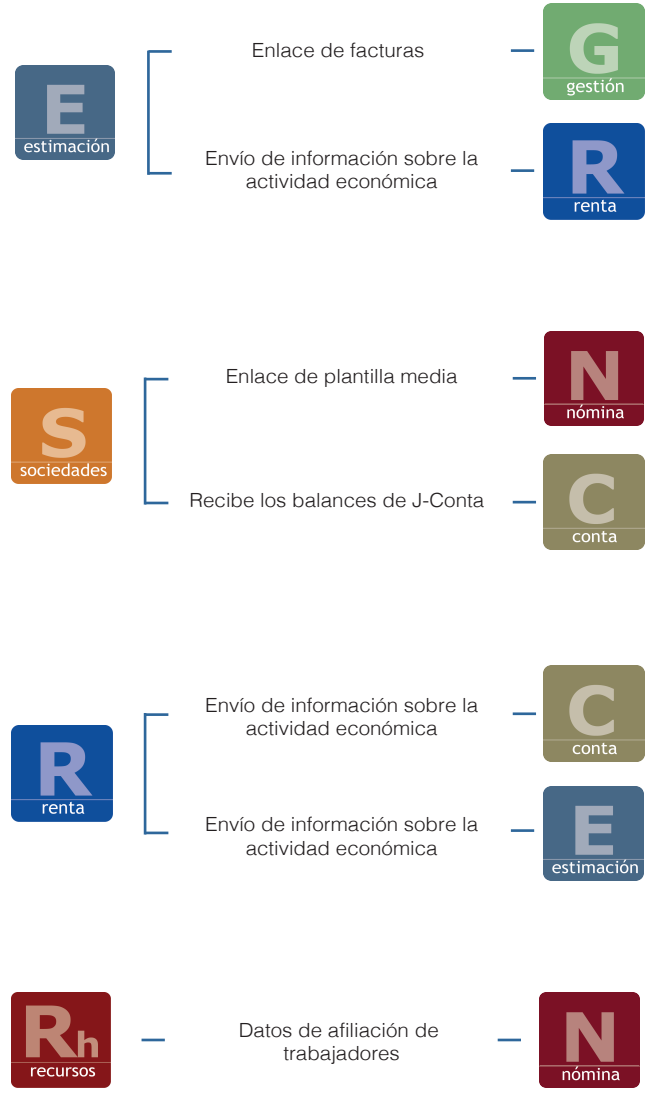 E
estimación
Enlace de facturas
G
gestión
Envío de información sobre la
actividad económica
R
renta
S
sociedades
Enlace de plantilla media
N
nómina
Recibe los balances de J-Conta
C
conta
R
renta
Envío de información sobre la
actividad económica
C
conta
Envío de información sobre la
actividad económica
E
estimación
Rh
recursos
Datos de afiliación de
trabajadores
N
nómina